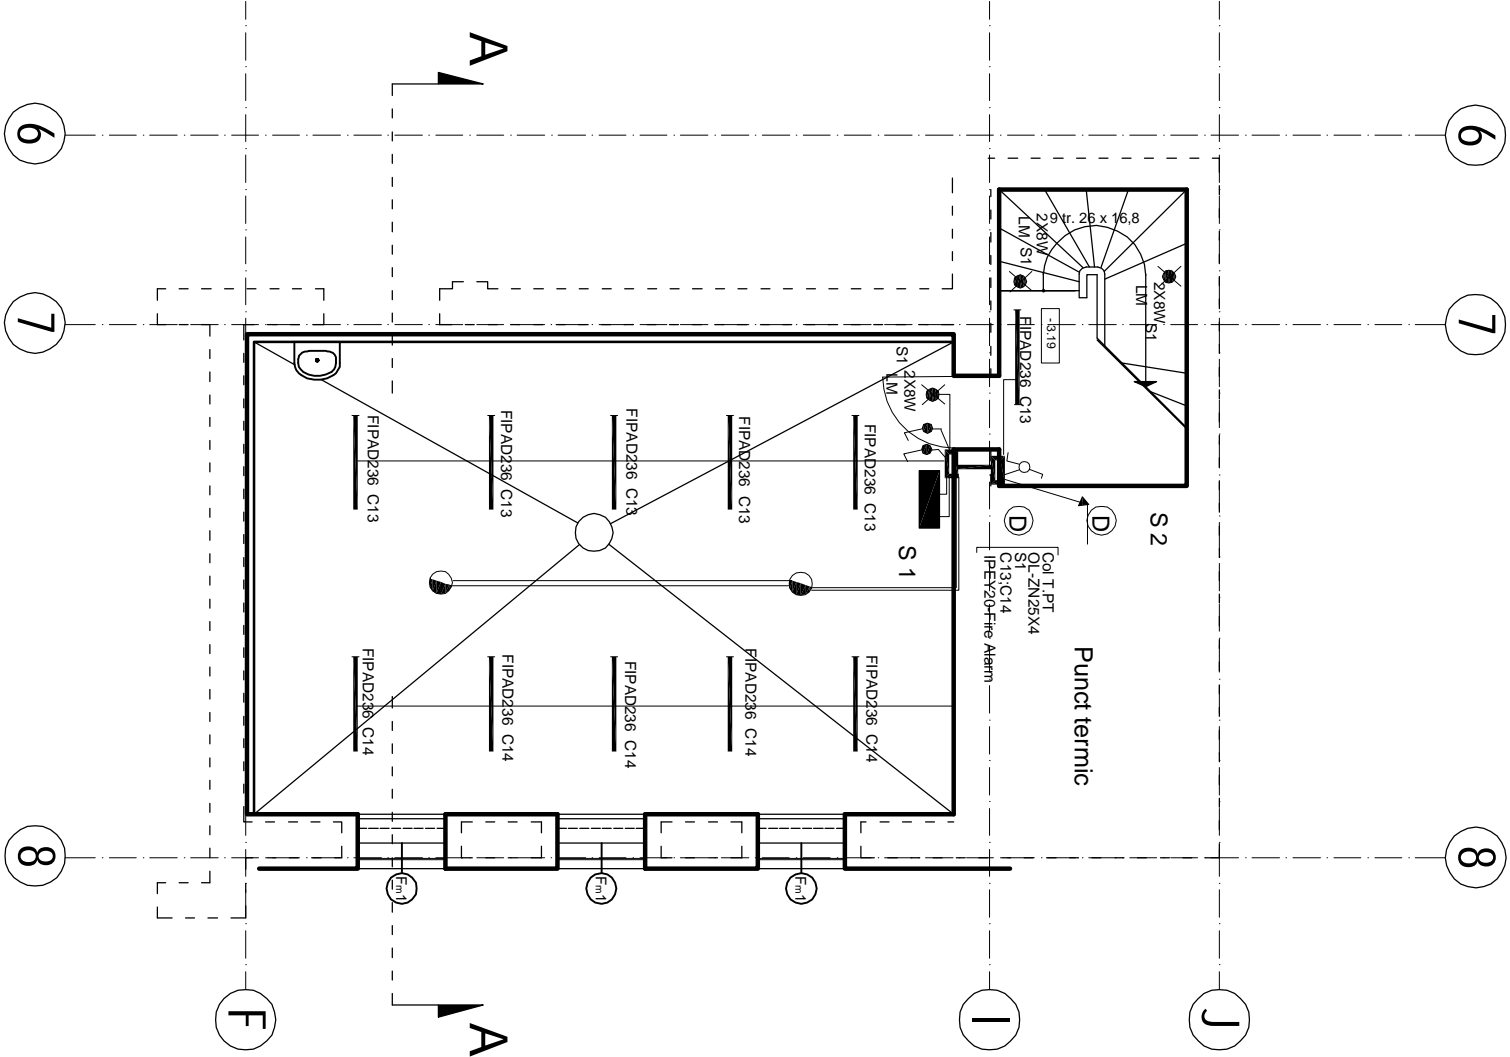 A
6
6
9 tr. 26 x 16,8
2X8W
LM S1
2X8W S1
LM
7
7
-3.19
FIPAD236 C13
S1 2X8W
LM
FIPAD236 C13
FIPAD236 C13
FIPAD236 C13
FIPAD236 C13
FIPAD236 C13
D
D
S 2
S 1
Col T.PT
OL-ZN25X4
S1
C13;C14
IPEY20-Fire Alarm
Punct termic
FIPAD236 C14
FIPAD236 C14
FIPAD236 C14
FIPAD236 C14
FIPAD236 C14
8
8
Fm1
Fm1
Fm1
F
I
J
A